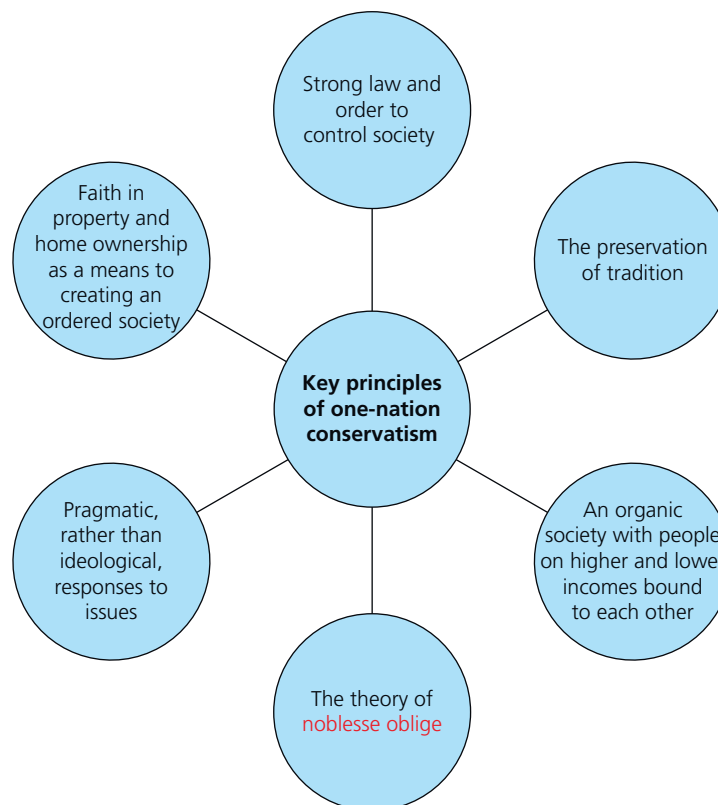 Strong law and
order to
control society
Faith in
property and
home ownership
as a means to
creating an
ordered society
The preservation
of tradition
Key principles
of one-nation
conservatism
Pragmatic,
rather than
ideological,
responses to
issues
An organic
society with people
on higher and lowe
incomes bound
to each other
The theory of
noblesse oblige